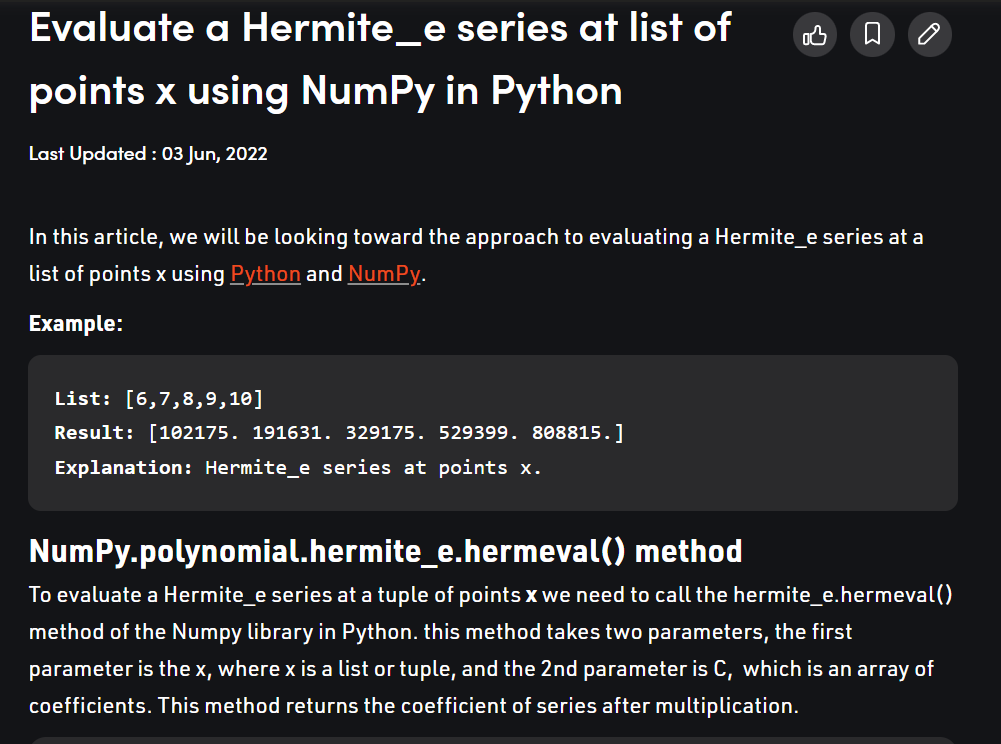 Evaluate a Hermite_e series at list of
points x using NumPy in Python
Last Updated : 03 Jun, 2022
In this article, we will be looking toward the approach to evaluating a Hermite_e series at a
list of points x using Python and NumPy.
Example:
List: [6,7,8,9,10]
Result: [102175. 191631. 329175. 529399. 808815.]
Explanation: Hermite_e series at points x.
NumPy.polynomial.hermite_e.hermeval() method
To evaluate a Hermite_e series at a tuple of points x we need to call the hermite_e.hermeval()
method of the Numpy library in Python. this method takes two parameters, the first
parameter is the x, where x is a list or tuple, and the 2nd parameter is C,  which is an array of
coefficients. This method returns the coefficient of series after multiplication.